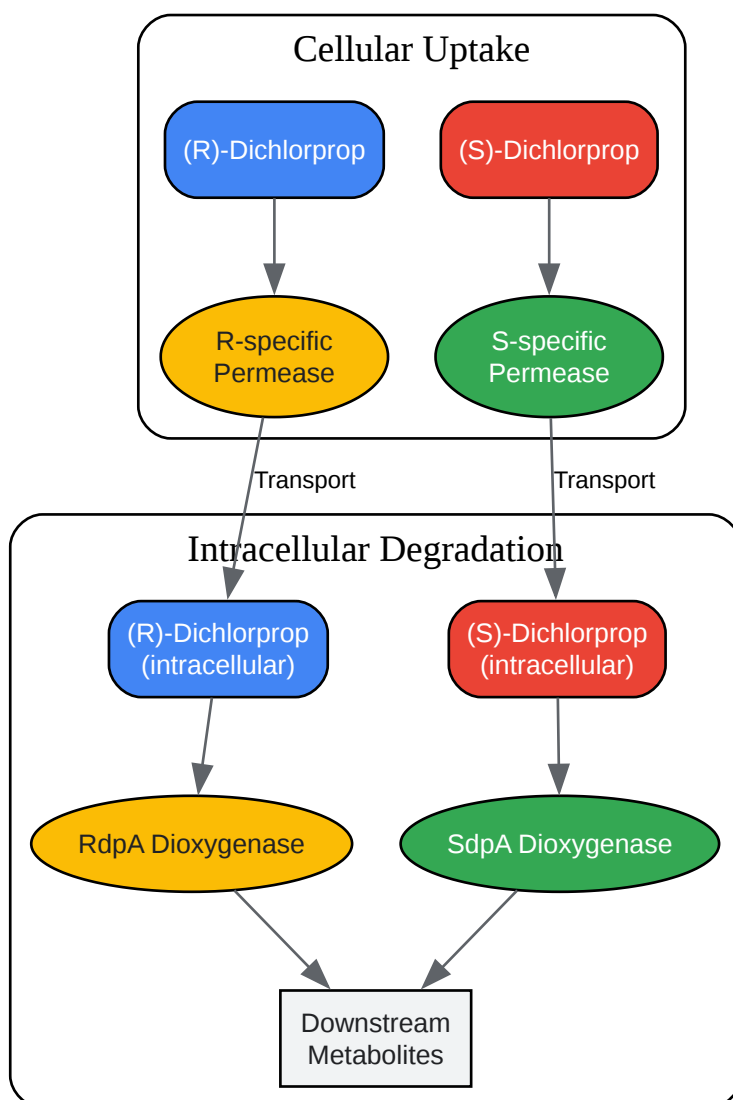 Cellular Uptake
(R)-Dichlorprop
(S)-Dichlorprop
R-specific
Permease
S-specific
Permease
Transport
Transport
Intracellular Degradation
(R)-Dichlorprop
(intracellular)
(S)-Dichlorprop
(intracellular)
RdpA Dioxygenase
SdpA Dioxygenase
Downstream
Metabolites